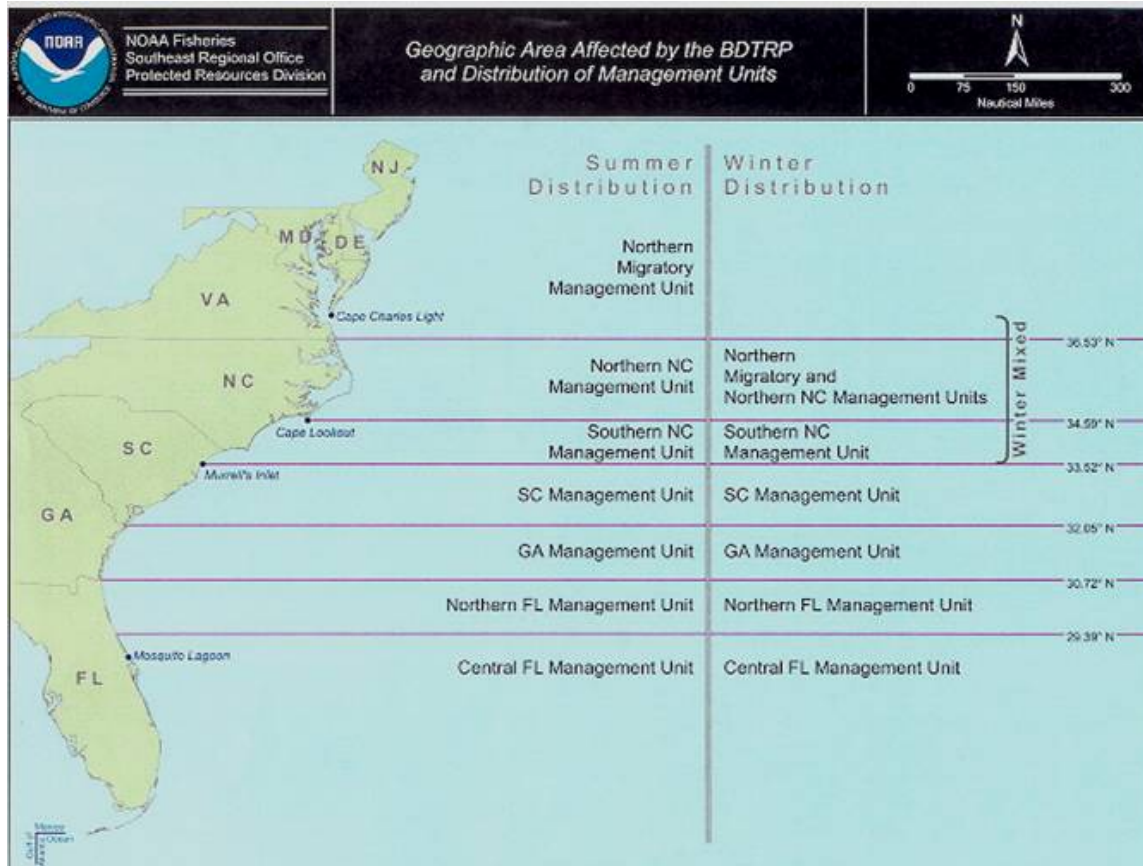 NOAA
NOAA Fisheries
Southeast Regional Office
Protected Resources Division
Geographic Area Affected by the BDTRP
and Distribution of Management Units
N
0 75 150 300
Nautical Miles
Summer
Distribution
Winter
Distribution
NJ
MD
DE
VA
Northern
Migratory
Management Unit
Cape Charles Light
36.53° N
NC
Northern NC
Management Unit
Northern
Migratory and
Northern NC Management Units
Winter Mixed
Cape Lookout
34.59° N
SC
Southern NC
Management Unit
Southern NC
Management Unit
Murrell's Inlet
33.52° N
GA
SC Management Unit
SC Management Unit
32.05° N
GA Management Unit
GA Management Unit
30.72° N
Northern FL Management Unit
Northern FL Management Unit
29.39° N
Mosquito Lagoon
FL
Central FL Management Unit
Central FL Management Unit
Gulf of
Mexico
Atlantic
Ocean